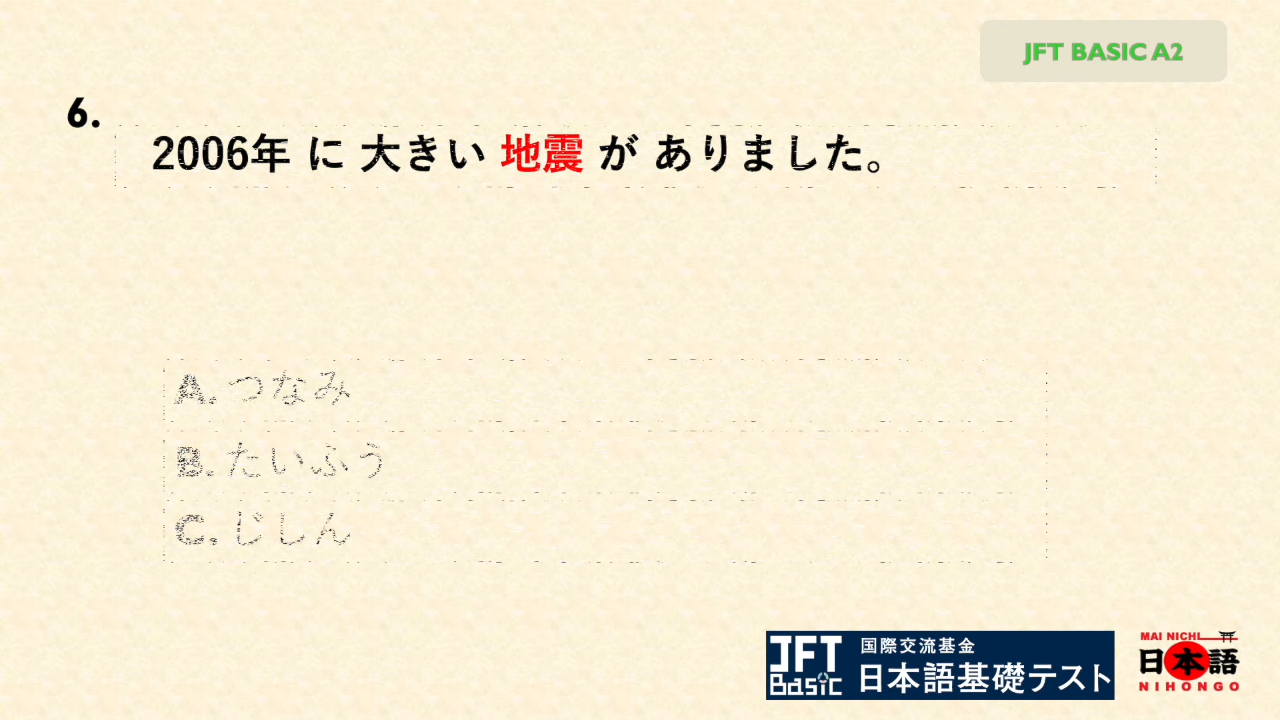 JFT BASIC A2
6.
2006年 に 大きい 地震 が ありました。
A. つなみ
B. たいふう
C. じしん
JFT Basic
国際交流基金
日本語基礎テスト
MAI NICHI
日本語
NIHONGO